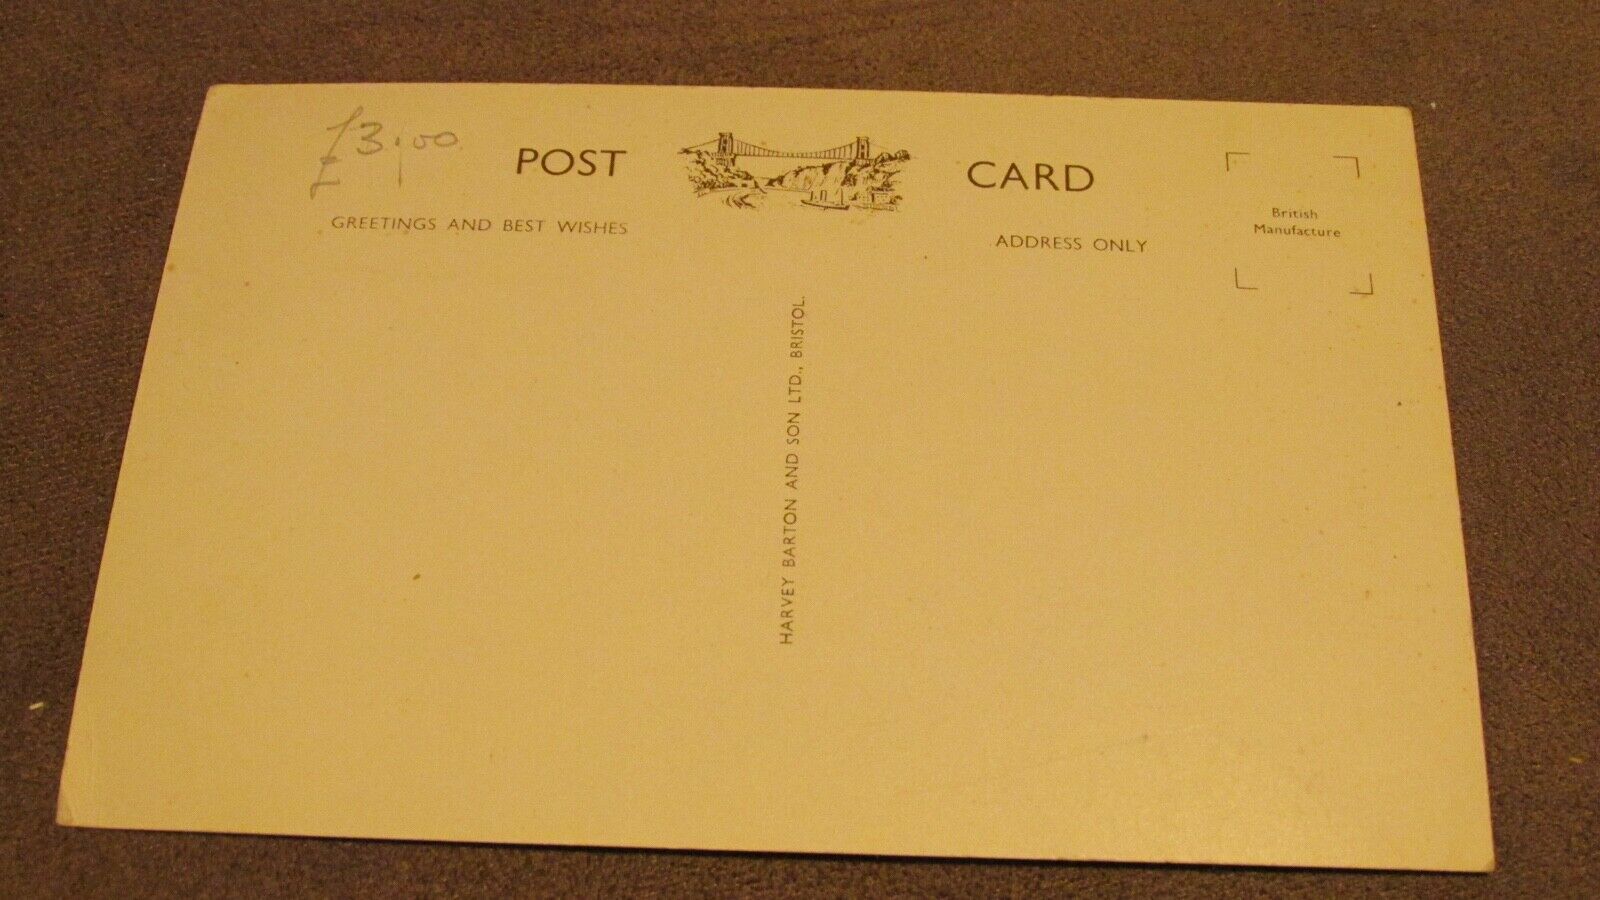 £3.00
POST CARD
GREETINGS AND BEST WISHES
ADDRESS ONLY
British
Manufacture
HARVEY BARTON AND SON LTD., BRISTOL.